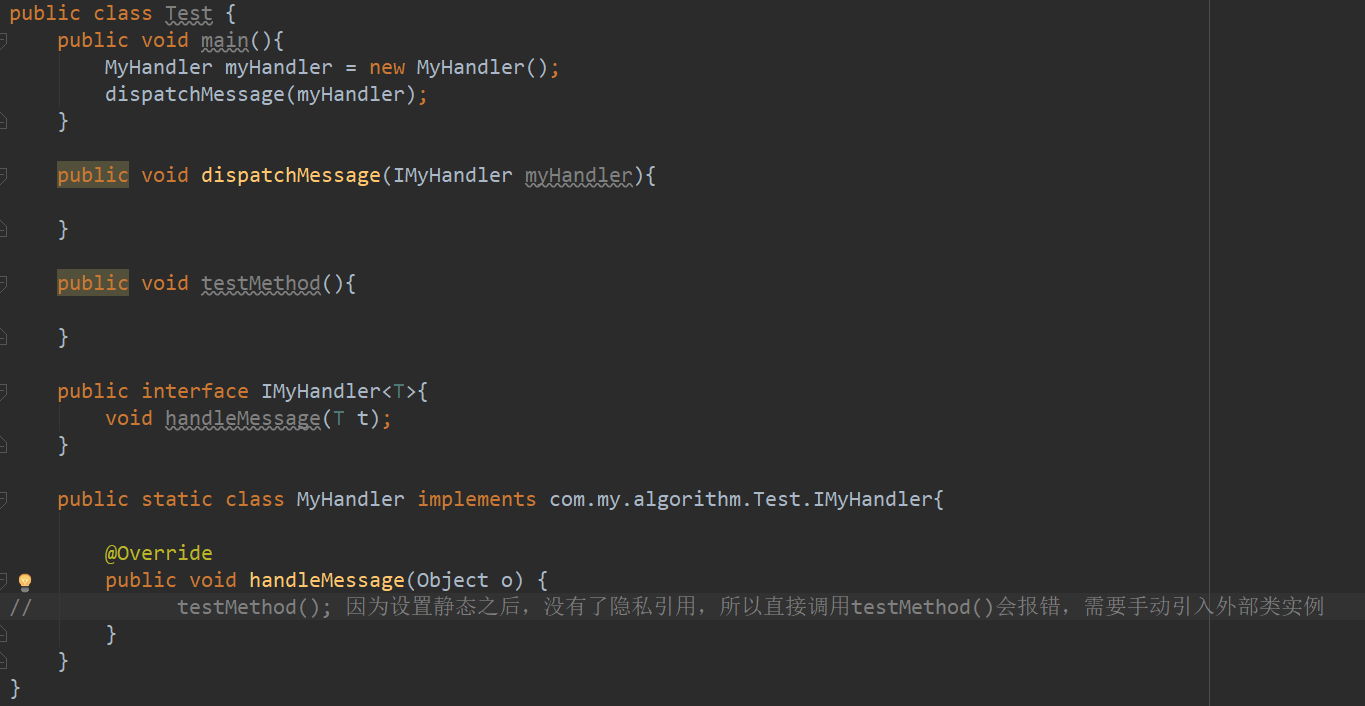 public class Test {
    public void main(){
        MyHandler myHandler = new MyHandler();
        dispatchMessage(myHandler);
    }
    public void dispatchMessage(IMyHandler myHandler){
    }
    public void testMethod(){
    }
    public interface IMyHandler<T>{
        void handleMessage(T t);
    }
    public static class MyHandler implements com.my.algorithm.Test.IMyHandler{
        @Override
        public void handleMessage(Object o) {
//            testMethod(); 因为设置静态之后，没有了隐私引用，所以直接调用testMethod()会报错，需要手动引入外部类实例
        }
    }
}